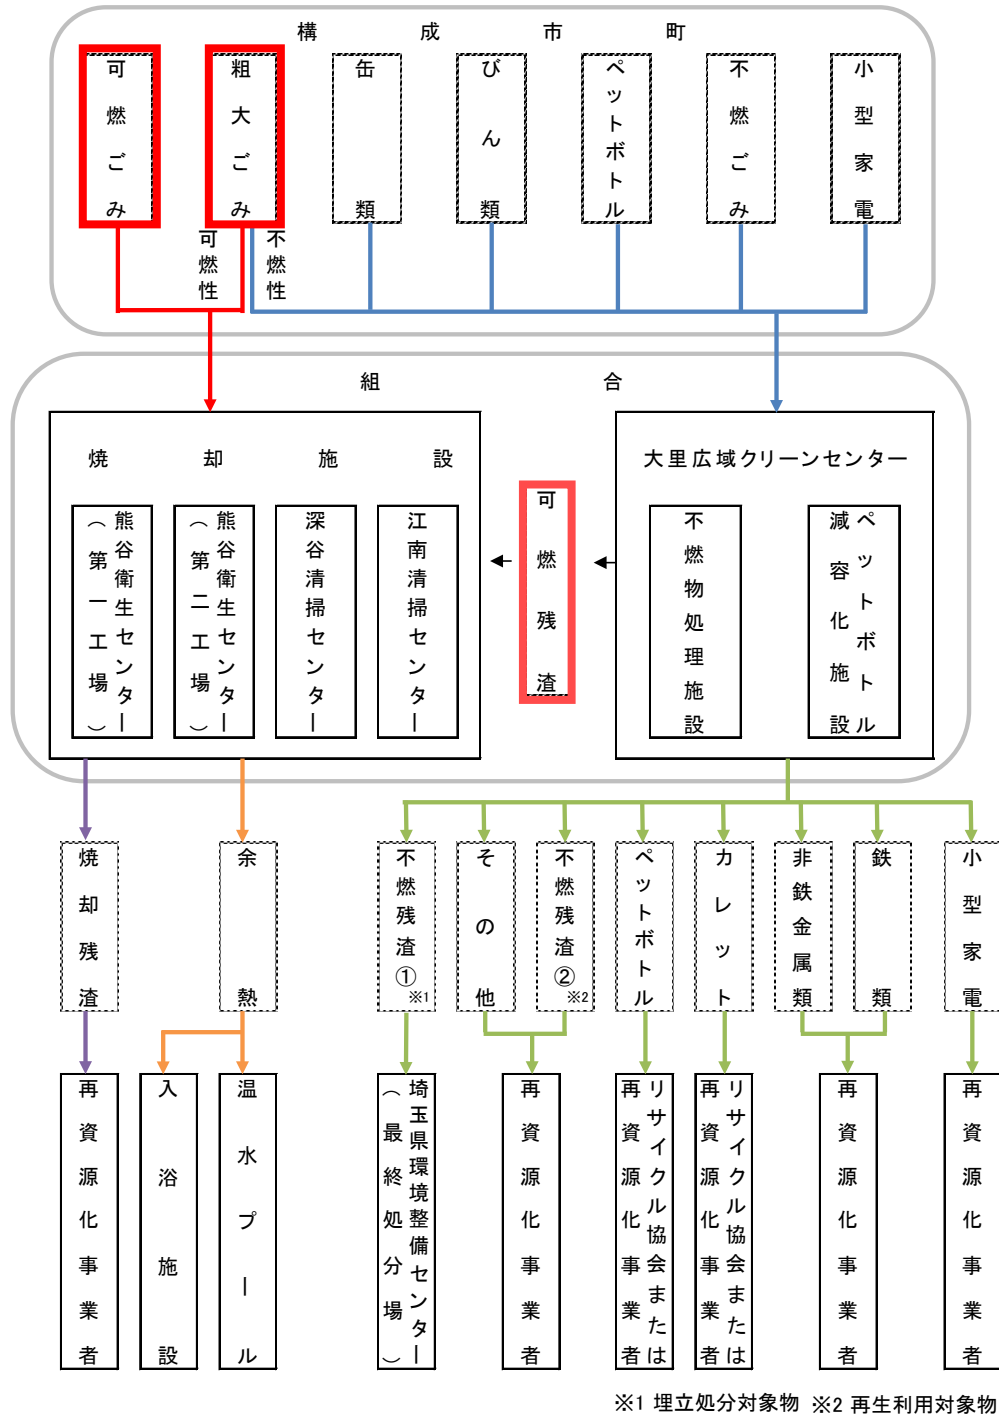 構成市町
可燃ごみ
粗大ごみ
缶類
びん類
ペットボトル
不燃ごみ
小型家電
可燃性
不燃性
組合
焼却施設
熊谷衛生センター
（第一工場）
熊谷衛生センター
（第二工場）
深谷清掃センター
江南清掃センター
可燃残渣
大里広域クリーンセンター
不燃物処理施設
ペットボトル
減容化施設
焼却残渣
余熱
不燃残渣①※1
その他
不燃残渣②※2
ペットボトル
カレット
非鉄金属類
鉄類
小型家電
再資源化事業者
入浴施設
温水プール
埼玉県環境整備センター
（最終処分場）
再資源化事業者
リサイクル協会または
再資源化事業者
リサイクル協会または
再資源化事業者
再資源化事業者
再資源化事業者
※1 埋立処分対象物 ※2 再生利用対象物